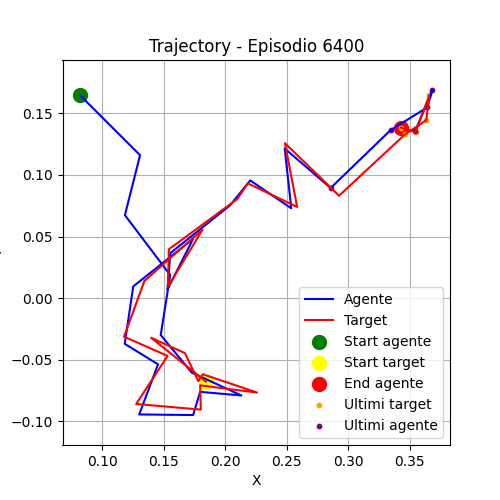 Trajectory - Episodio 6400
0.15
0.10
0.05
0.00
−0.05
−0.10
Agente
Target
Start agente
Start target
End agente
Ultimi target
Ultimi agente
0.10 0.15 0.20 0.25 0.30 0.35
X